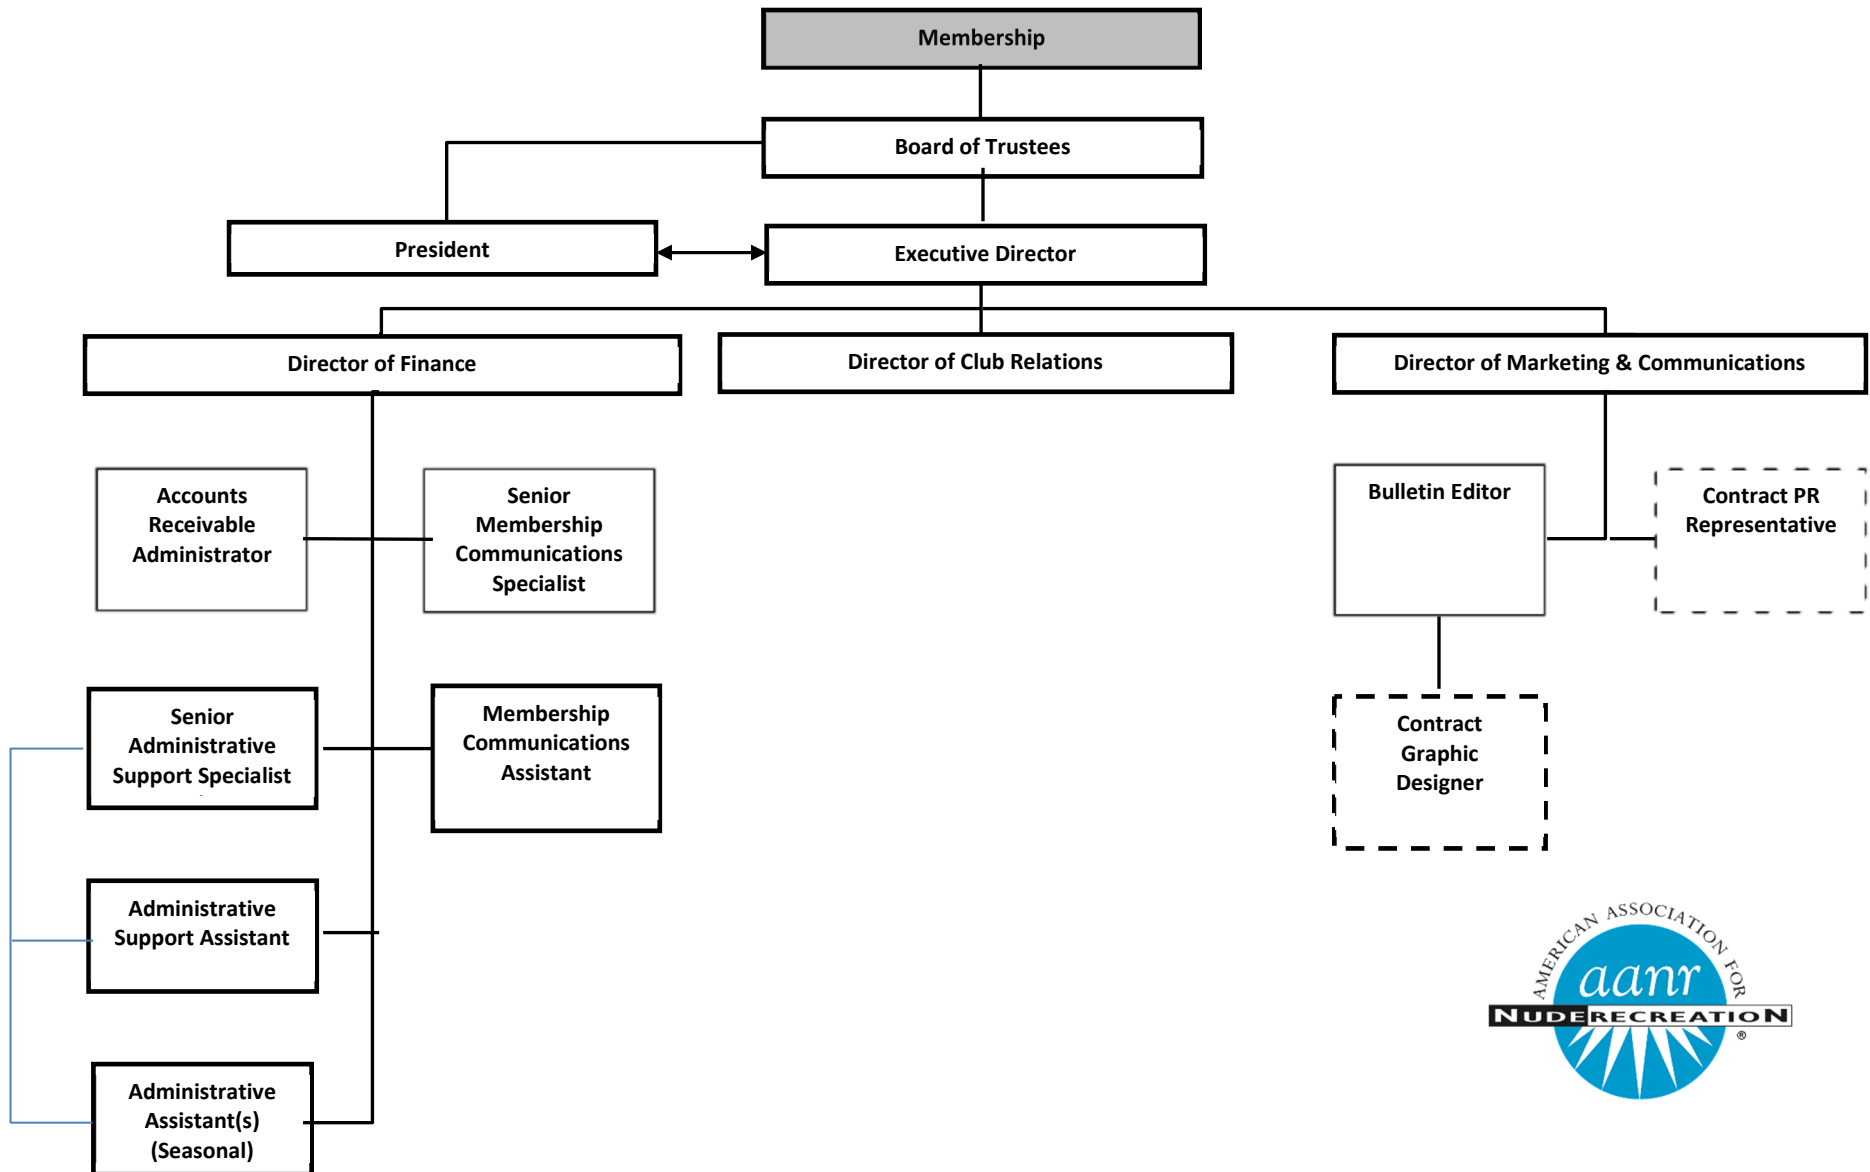 Membership
Board of Trustees
President
Executive Director
Director of Finance
Director of Club Relations
Director of Marketing & Communications
Accounts
Receivable
Administrator
Senior
Membership
Communications
Specialist
Bulletin Editor
Contract PR
Representative
Senior
Administrative
Support Specialist
Membership
Communications
Assistant
Contract
Graphic
Designer
Administrative
Support Assistant
Administrative
Assistant(s)
(Seasonal)
AMERICAN ASSOCIATION FOR
aanr
NUDERECREATION
®